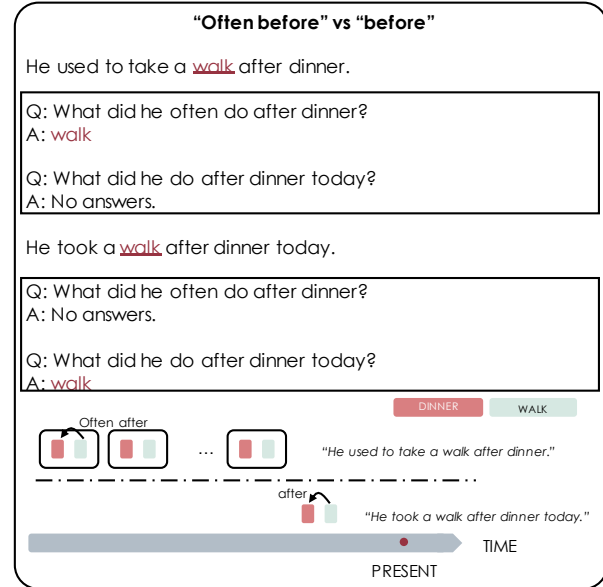 “Often before” vs “before”
He used to take a walk after dinner.
Q: What did he often do after dinner?
A: walk
Q: What did he do after dinner today?
A: No answers.
He took a walk after dinner today.
Q: What did he often do after dinner?
A: No answers.
Q: What did he do after dinner today?
A: walk
DINNER WALK
Often after
... “He used to take a walk after dinner.”
after
“He took a walk after dinner today.”
TIME
PRESENT